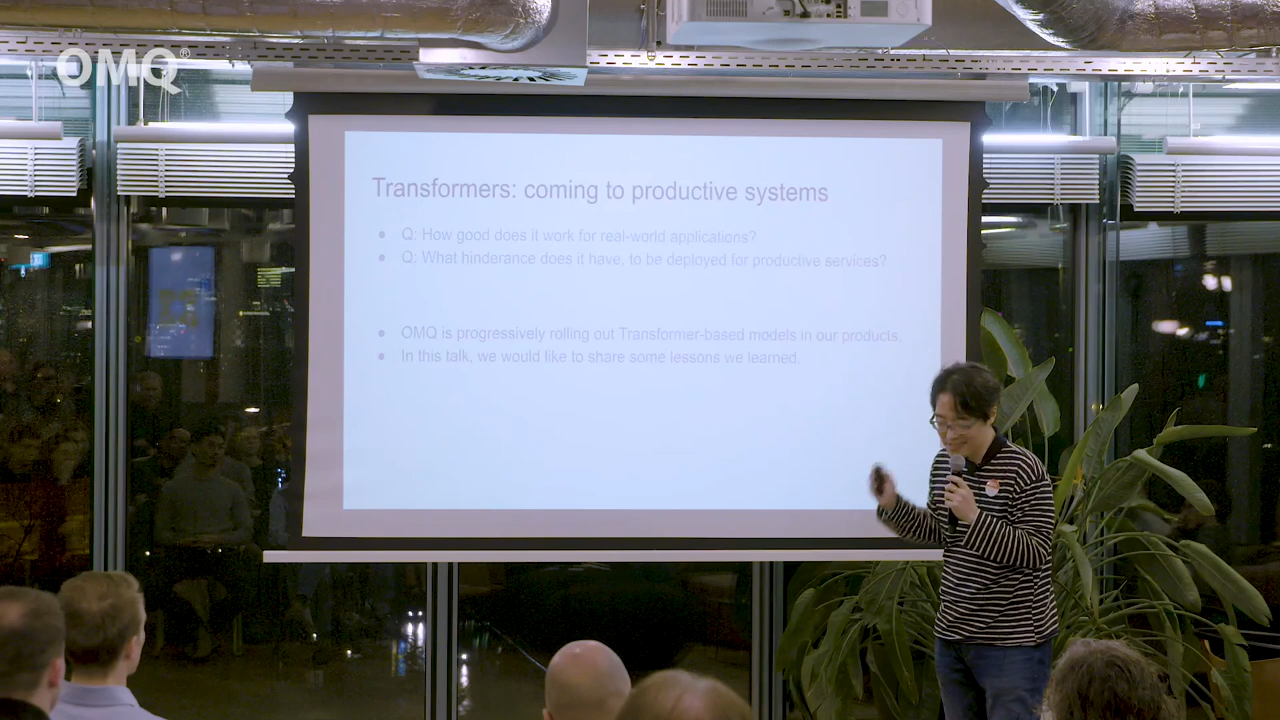 OMQ®
Transformers: coming to productive systems
Q: How good does it work for real-world applications?
Q: What hinderance does it have, to be deployed for productive services?
OMQ is progressively rolling out Transformer-based models in our products.
In this talk, we would like to share some lessons we learned.